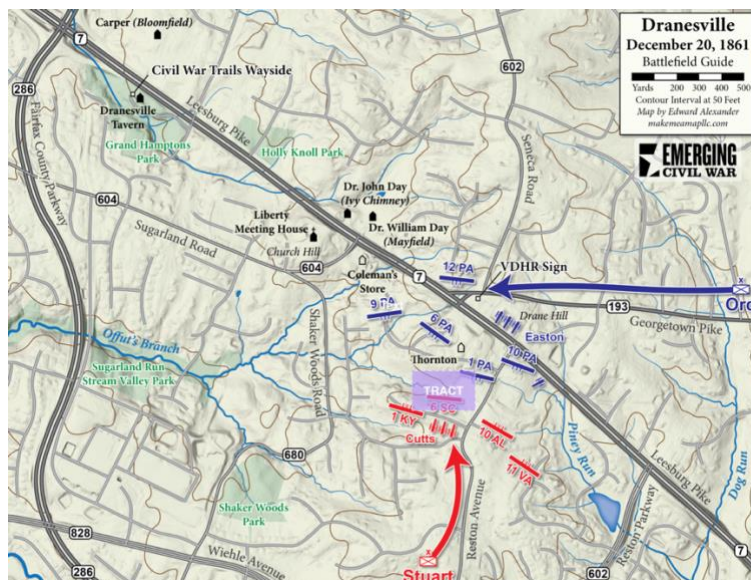 Dranesville
December 20, 1861
Battlefield Guide
Yards 200 300 400 500
Contour Interval at 50 Feet
Map by Edward Alexander
makemeamapllc.com
EMERGING
CIVIL WAR
Carper (Bloomfield)
7
Civil War Trails Wayside
602
286
Dranesville
Tavern
Leesburg Pike
Fairfax County Parkway
Grand Hamptons
Park
Holly Knoll Park
Seneca Road
604
Sugarland Road
Dr. John Day
(Ivy Chimney)
Liberty
Meeting House
Dr. William Day
(Mayfield)
Church Hill
604
Coleman's
Store
7
12 PA
VDHR Sign
Ord
193
Georgetown Pike
9 PA
6 PA
Drane Hill
Easton
Offut's Branch
Shaker Woods Road
Thornton
1 PA
10 PA
Sugarland Run
Stream Valley Park
TRACT
6 SC
1 KY
Cutts
10 AL
11 VA
Piney Run
Leesburg Pike
Dog Run
680
Shaker Woods
Park
Reston Avenue
Reston Parkway
828
Wiehle Avenue
Stuart
602
7